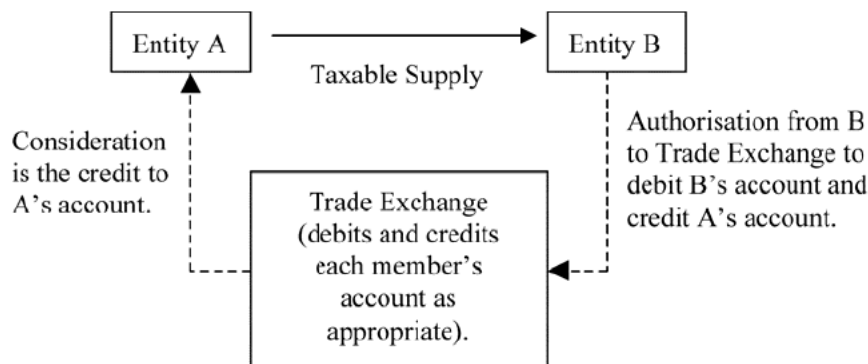 Entity A
Entity B
Taxable Supply
Consideration
is the credit to
A's account.
Authorisation from B
to Trade Exchange to
debit B's account and
credit A's account.
Trade Exchange
(debits and credits
each member's
account as
appropriate).